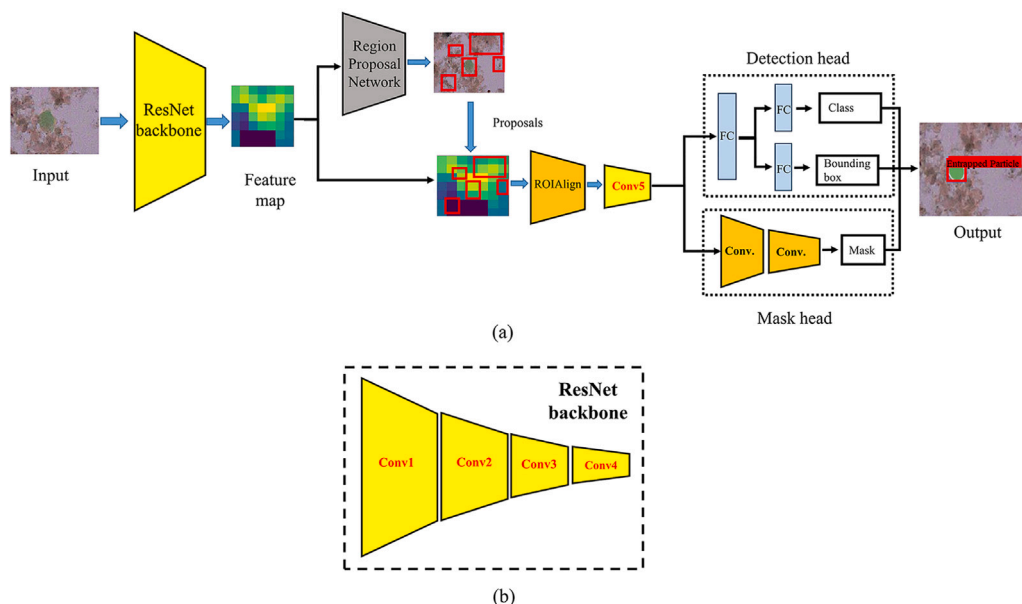 Input
ResNet
backbone
Feature
map
Region
Proposal
Network
Proposals
ROIAlign
Conv5
Detection head
FC
FC
Class
FC
Bounding
box
Conv.
Conv.
Mask
Mask head
Entrapped Particle
Output
(a)
ResNet
backbone
Conv1
Conv2
Conv3
Conv4
(b)